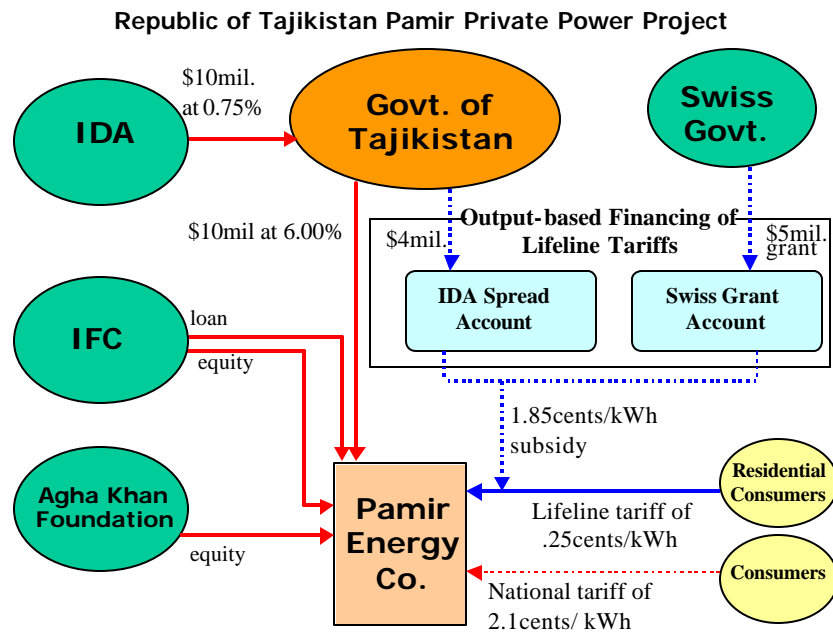 Republic of Tajikistan Pamir Private Power Project
$10mil.
at 0.75%
IDA
Govt. of
Tajikistan
Swiss
Govt.
$10mil at 6.00%
Output-based Financing of
Lifeline Tariffs
$4mil.
$5mil.
grant
IDA Spread
Account
Swiss Grant
Account
IFC
loan
equity
1.85cents/kWh
subsidy
Agha Khan
Foundation
equity
Pamir
Energy
Co.
Residential
Consumers
Lifeline tariff of
.25cents/kWh
Consumers
National tariff of
2.1cents/ kWh